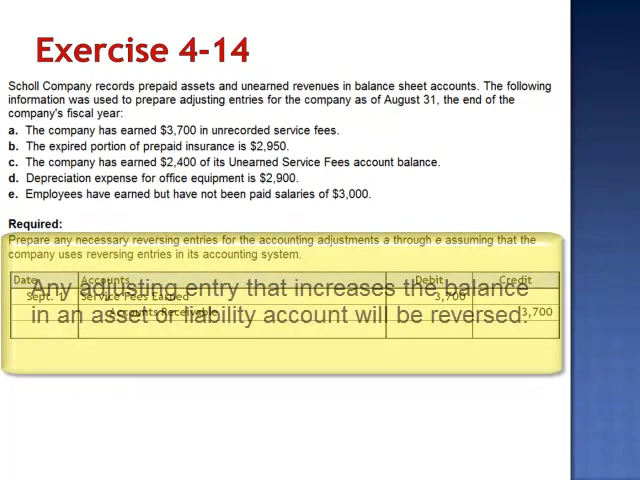 Exercise 4-14
Scholl Company records prepaid assets and unearned revenues in balance sheet accounts. The following
information was used to prepare adjusting entries for the company as of August 31, the end of the
company's fiscal year:
a. The company has earned $3,700 in unrecorded service fees.
b. The expired portion of prepaid insurance is $2,950.
c. The company has earned $2,400 of its Unearned Service Fees account balance.
d. Depreciation expense for office equipment is $2,900.
e. Employees have earned but have not been paid salaries of $3,000.
Required:
Prepare any necessary reversing entries for the accounting adjustments a through e assuming that the
company uses reversing entries in its accounting system.
Date Accounts Debit Credit
Any adjusting entry that increases the balance
Sept. 1 Service Fees Earned 3,700
in an asset or liability account will be reversed.
Accounts Receivable 3,700